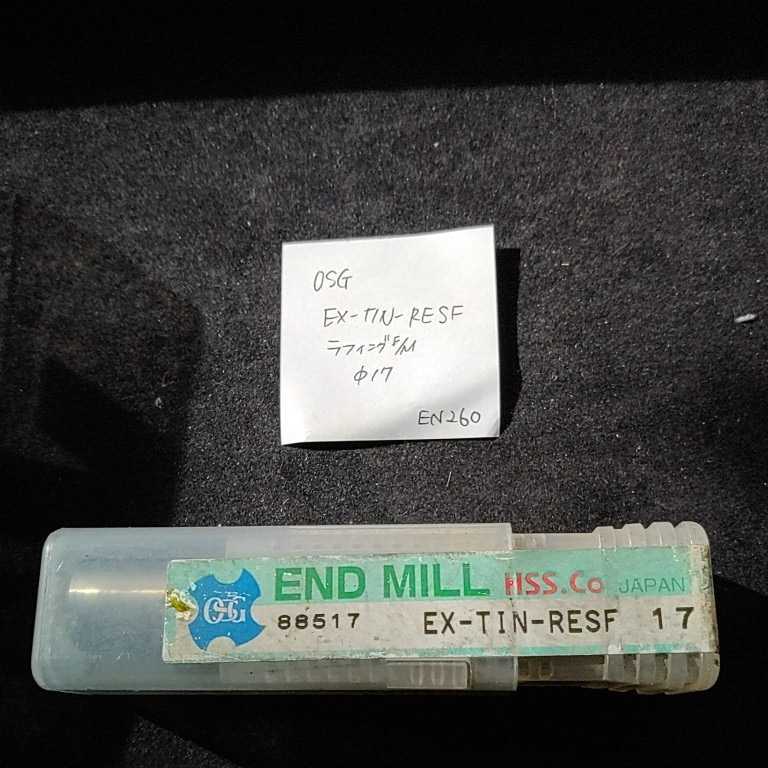 OSG
EX-TIN-RESF
ラフィングE/M
φ17
EN260
OSG END MILL HSS.Co JAPAN
88517 EX-TIN-RESF 17